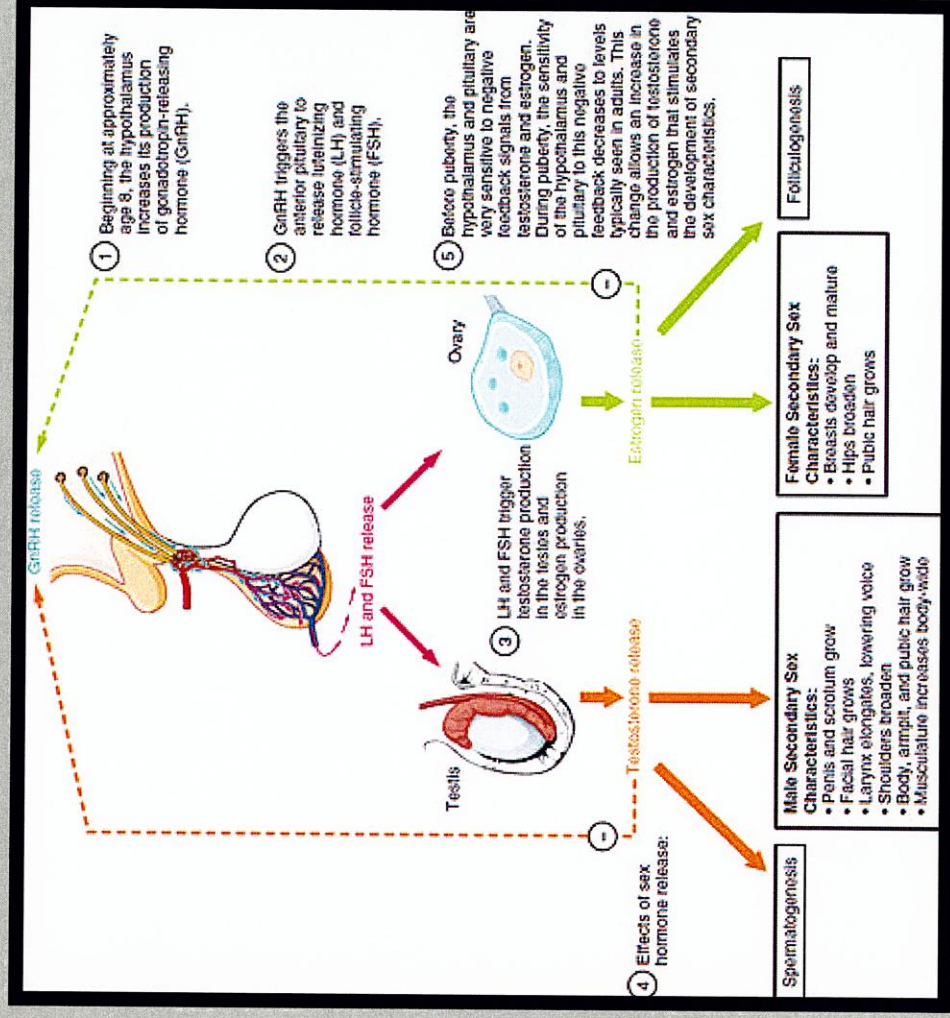 GnRH release
1
Beginning at approximately
age 8, the hypothalamus
increases its production
of gonadotropin-releasing
hormone (GnRH).
2
GnRH triggers the
anterior pituitary to
release luteinizing
hormone (LH) and
follicle-stimulating
hormone (FSH).
LH and FSH release
Testis
3
LH and FSH trigger
testosterone production
in the testes and
estrogen production
in the ovaries.
Ovary
5
Before puberty, the
hypothalamus and pituitary are
very sensitive to negative
feedback signals from
testosterone and estrogen.
During puberty, the sensitivity
of the hypothalamus and
pituitary to this negative
feedback decreases to levels
typically seen in adults. This
change allows an increase in
the production of testosterone
and estrogen that stimulates
the development of secondary
sex characteristics.
−
−
4
Effects of sex
hormone release:
Testosterone release
Estrogen release
Spermatogenesis
Male Secondary Sex
Characteristics:
• Penis and scrotum grow
• Facial hair grows
• Larynx elongates, lowering voice
• Shoulders broaden
• Body, armpit, and pubic hair grow
• Musculature increases body-wide
Female Secondary Sex
Characteristics:
• Breasts develop and mature
• Hips broaden
• Pubic hair grows
Folliculogenesis